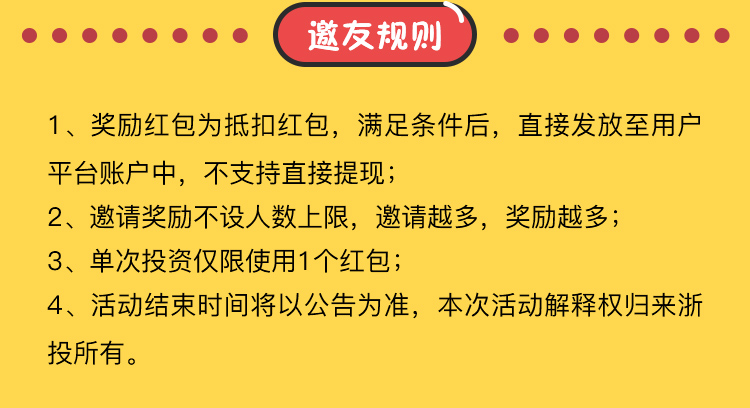 邀友规则
1、奖励红包为抵扣红包，满足条件后，直接发放至用户
平台账户中，不支持直接提现；
2、邀请奖励不设人数上限，邀请越多，奖励越多；
3、单次投资仅限使用1个红包；
4、活动结束时间将以公告为准，本次活动解释权归来浙
投所有。